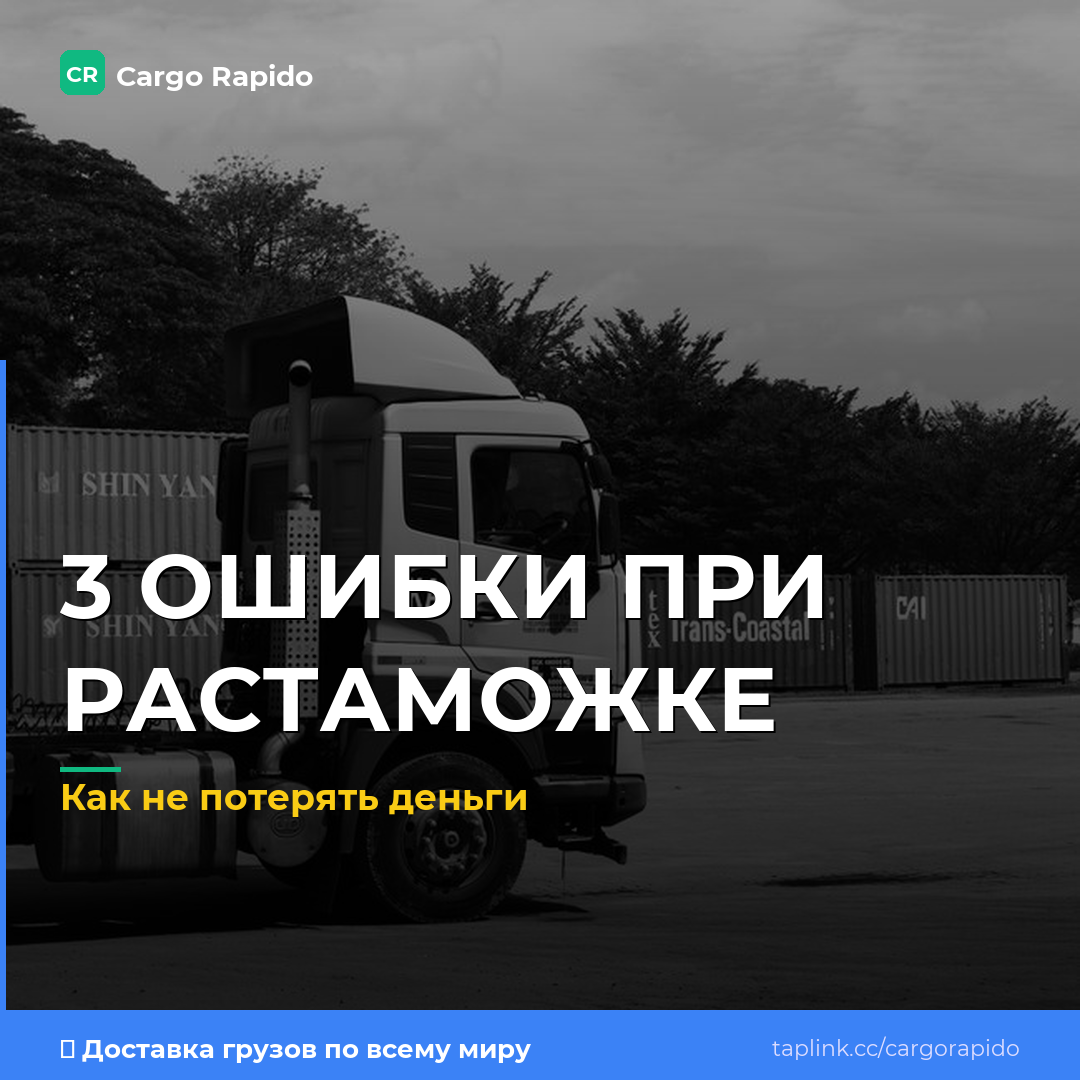 CR Cargo Rapido
SHIN YAN
SHIN YAN
tex
Trans-Coastal
CAI
3 ОШИБКИ ПРИ
РАСТАМОЖКЕ
Как не потерять деньги
Доставка грузов по всему миру
taplink.cc/cargorapido